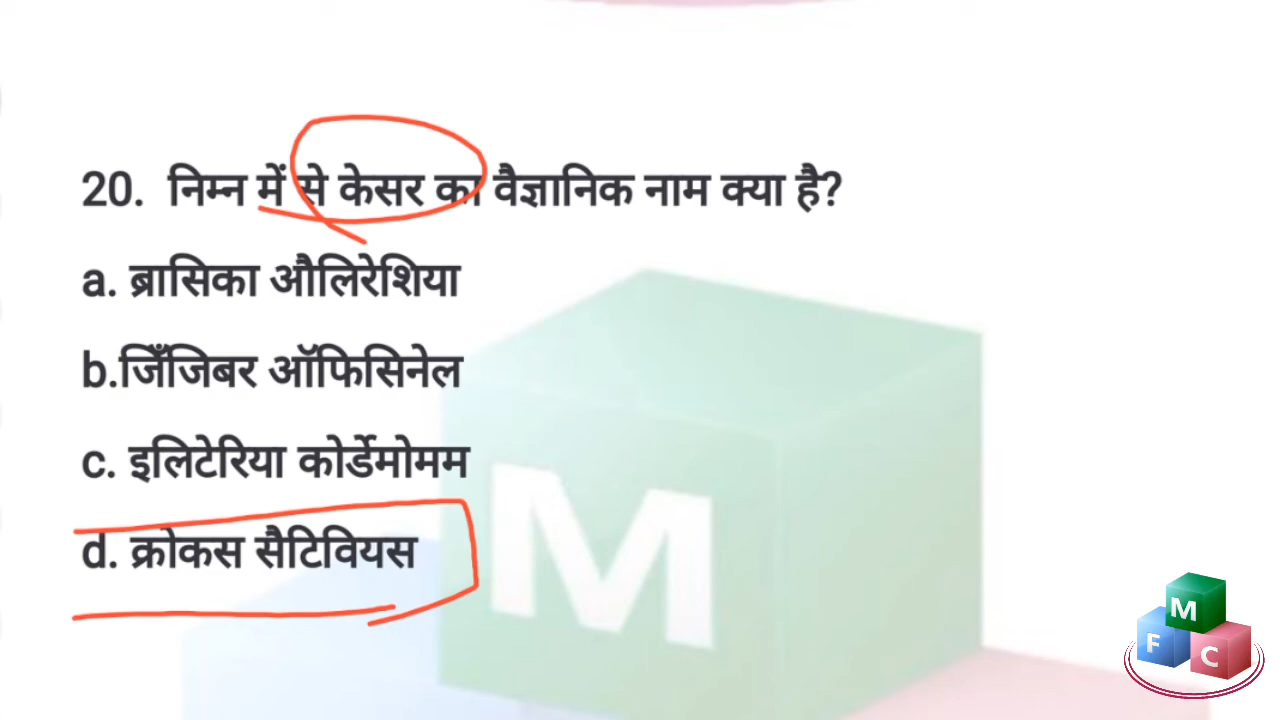 20. निम्न में से केसर का वैज्ञानिक नाम क्या है?
a. ब्रासिका औलिरेशिया
b.जिँजिबर ऑफिसिनेल
c. इलिटेरिया कोर्डेमोमम
d. क्रोकस सैटिवियस
M
M
F
C